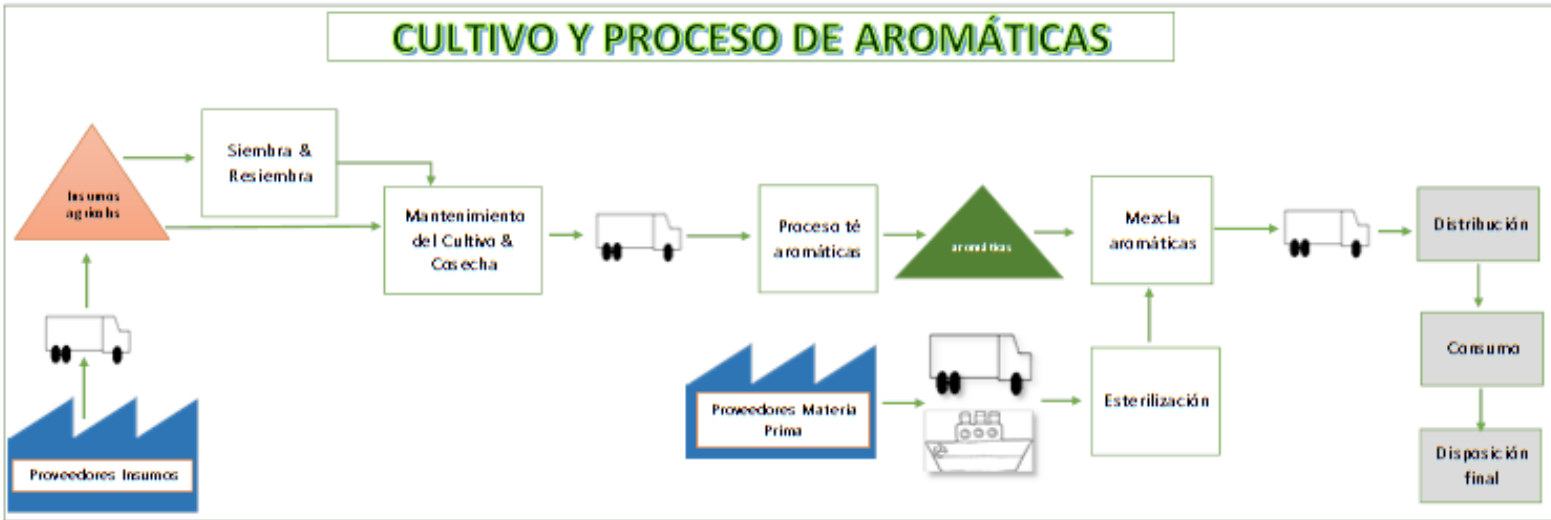 CULTIVO Y PROCESO DE AROMÁTICAS
Insumos
agrícolas
Siembra &
Resiembra
Mantenimiento
del Cultivo &
Cosecha
Proceso té
aromáticas
aromáticas
Mezcla
aromáticas
Distribución
Consumo
Disposición
final
Proveedores Insumos
Proveedores Materia
Prima
Esterilización